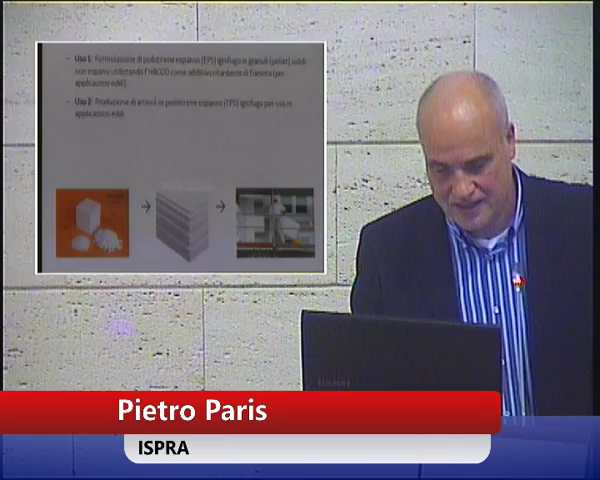 - Uso 1: Formulazione di polistirene espanso (EPS) ignifugo in granuli (pellet) solidi
non espansi utilizzando l'HBCDD come additivo ritardante di fiamma (per
applicazioni edili)
- Uso 2: Produzione di articoli in polistirene espanso (EPS) ignifugo per uso in
applicazioni edili
Pietro Paris
ISPRA